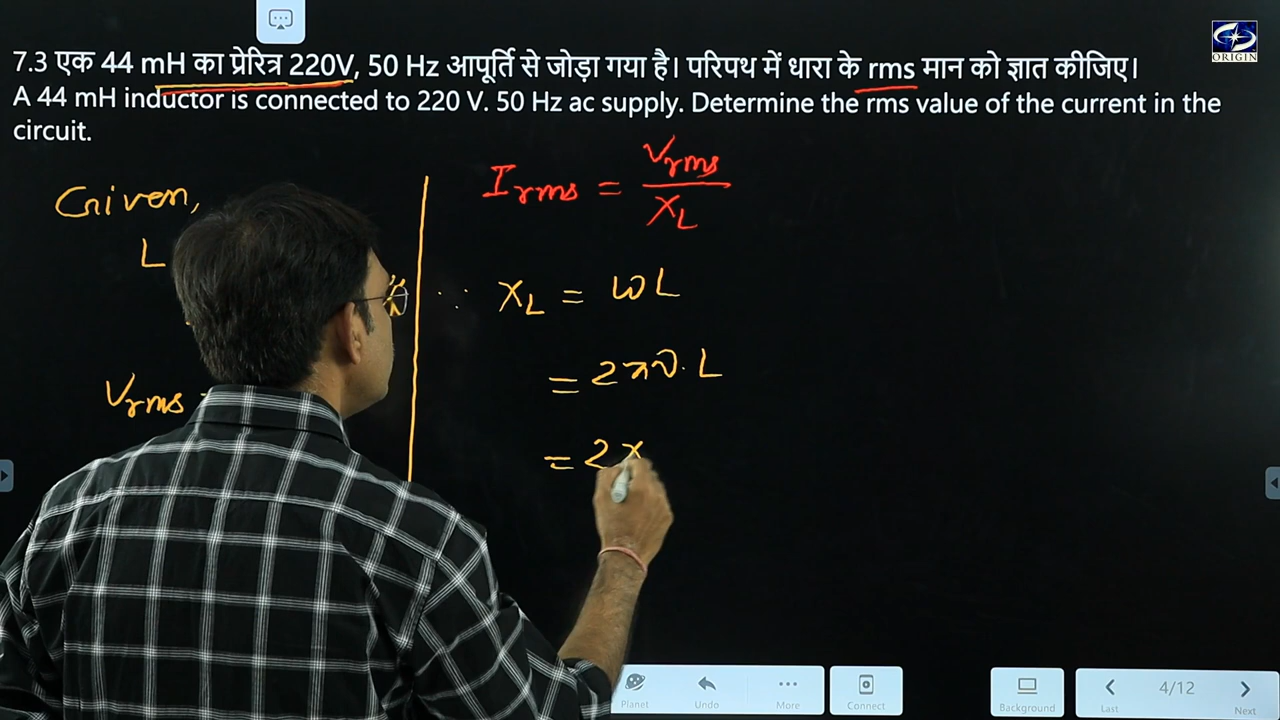 7.3 एक 44 mH का प्रेरित्र 220V, 50 Hz आपूर्ति से जोड़ा गया है। परिपथ में धारा के rms मान को ज्ञात कीजिए।
A 44 mH inductor is connected to 220 V. 50 Hz ac supply. Determine the rms value of the current in the
circuit.
ORIGIN
Given,
L
Vrms
Irms = Vrms / XL
∵ XL = ωL
= 2πν. L
= 2 ×
Planet
Undo
More
Connect
Background
Last
4/12
Next